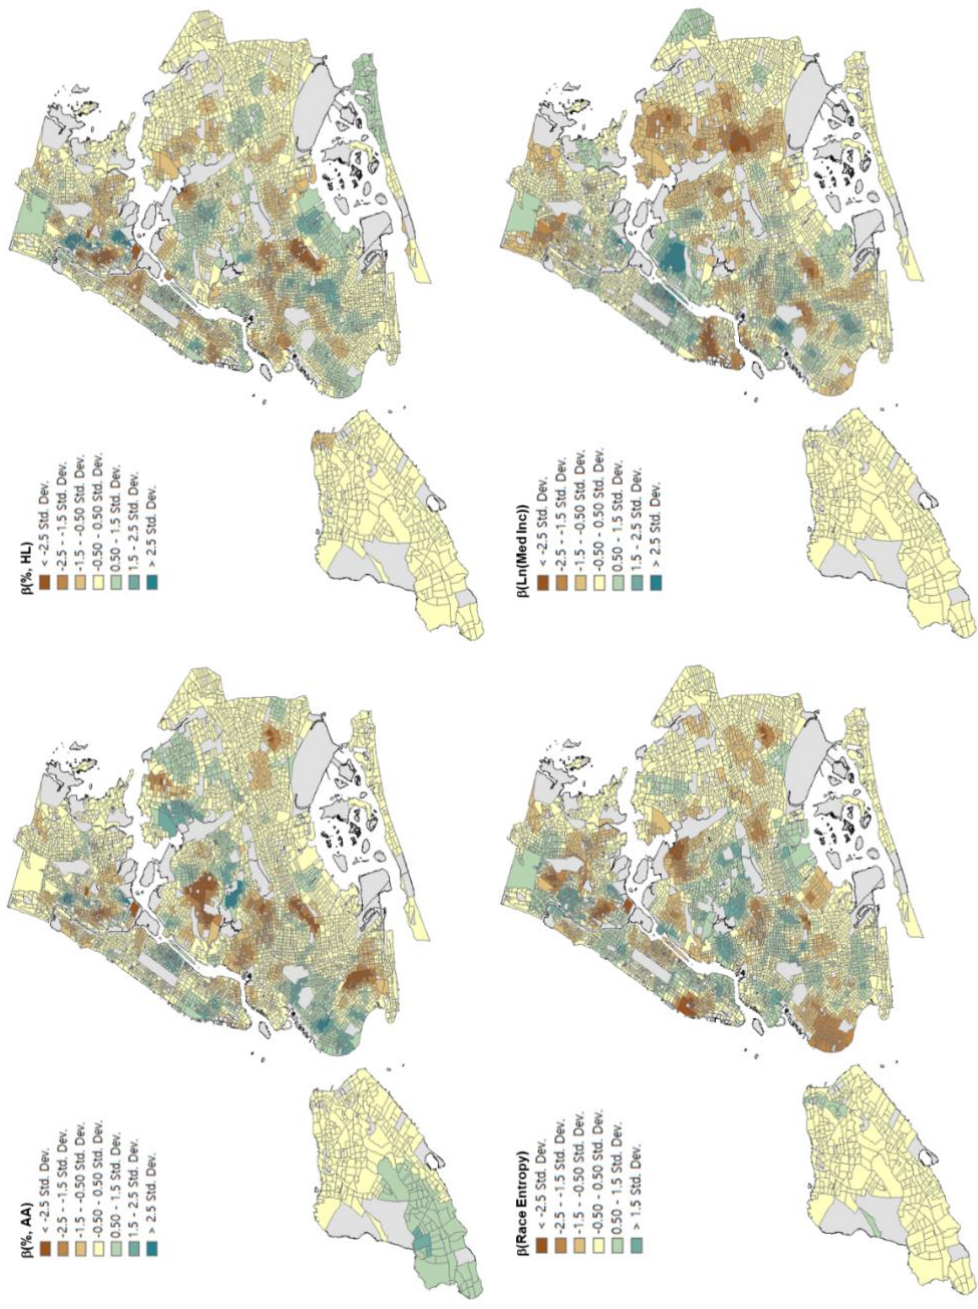 β(%, AA)
< -2.5 Std. Dev.
-2.5 - -1.5 Std. Dev.
-1.5 - -0.50 Std. Dev.
-0.50 - 0.50 Std. Dev.
0.50 - 1.5 Std. Dev.
1.5 - 2.5 Std. Dev.
> 2.5 Std. Dev.
β(%, HL)
< -2.5 Std. Dev.
-2.5 - -1.5 Std. Dev.
-1.5 - -0.50 Std. Dev.
-0.50 - 0.50 Std. Dev.
0.50 - 1.5 Std. Dev.
1.5 - 2.5 Std. Dev.
> 2.5 Std. Dev.
β(Race Entropy)
< -2.5 Std. Dev.
-2.5 - -1.5 Std. Dev.
-1.5 - -0.50 Std. Dev.
-0.50 - 0.50 Std. Dev.
0.50 - 1.5 Std. Dev.
> 1.5 Std. Dev.
β(Ln(Med Inc))
< -2.5 Std. Dev.
-2.5 - -1.5 Std. Dev.
-1.5 - -0.50 Std. Dev.
-0.50 - 0.50 Std. Dev.
0.50 - 1.5 Std. Dev.
1.5 - 2.5 Std. Dev.
> 2.5 Std. Dev.